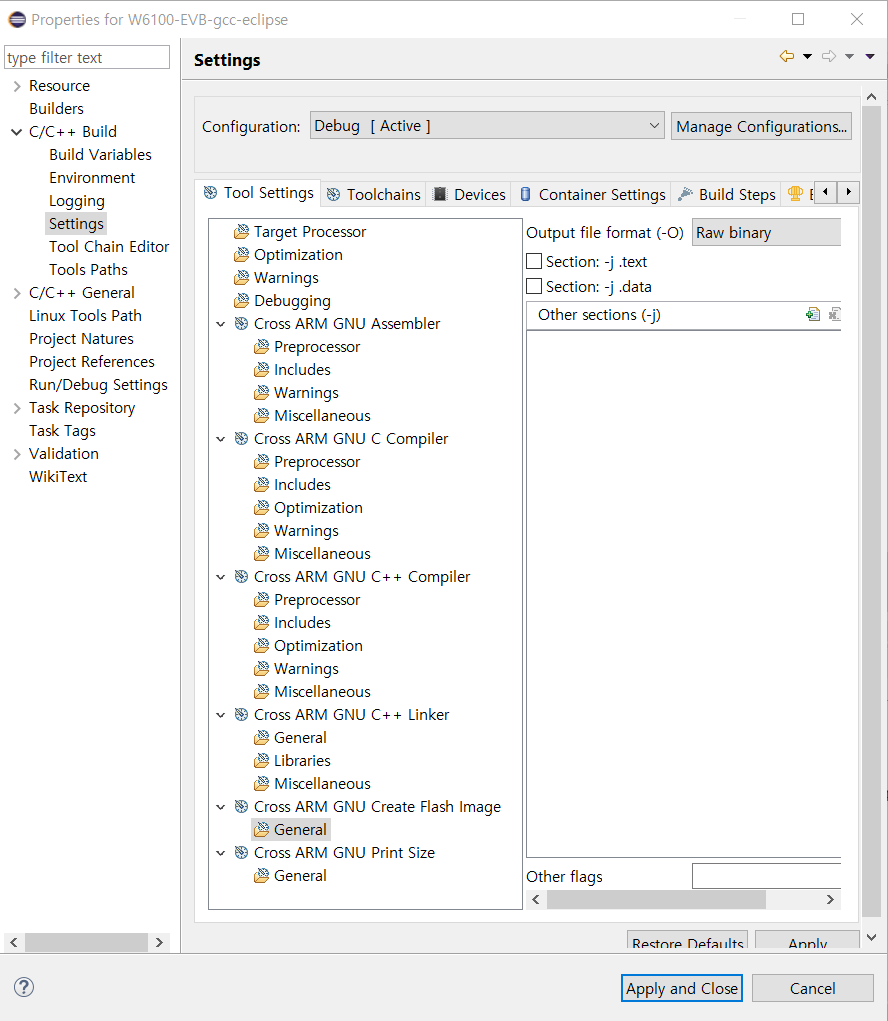 Properties for W6100-EVB-gcc-eclipse
type filter text
Resource
Builders
C/C++ Build
Build Variables
Environment
Logging
Settings
Tool Chain Editor
Tools Paths
C/C++ General
Linux Tools Path
Project Natures
Project References
Run/Debug Settings
Task Repository
Task Tags
Validation
WikiText
Settings
Configuration: Debug [ Active ] Manage Configurations...
Tool Settings Toolchains Devices Container Settings Build Steps
Target Processor
Optimization
Warnings
Debugging
Cross ARM GNU Assembler
Preprocessor
Includes
Warnings
Miscellaneous
Cross ARM GNU C Compiler
Preprocessor
Includes
Optimization
Warnings
Miscellaneous
Cross ARM GNU C++ Compiler
Preprocessor
Includes
Optimization
Warnings
Miscellaneous
Cross ARM GNU C++ Linker
General
Libraries
Miscellaneous
Cross ARM GNU Create Flash Image
General
Cross ARM GNU Print Size
General
Output file format (-O) Raw binary
Section: -j .text
Section: -j .data
Other sections (-j)
Other flags
Restore Defaults Apply
Apply and Close Cancel